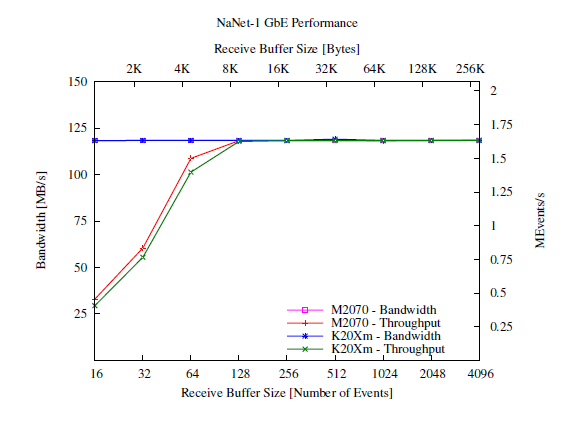 NaNet-1 GbE Performance
Receive Buffer Size [Bytes]
2K 4K 8K 16K 32K 64K 128K 256K
150
125
100
75
50
25
Bandwidth [MB/s]
2
1.75
1.5
1.25
1
0.75
0.5
0.25
MEvents/s
M2070 - Bandwidth
M2070 - Throughput
K20Xm - Bandwidth
K20Xm - Throughput
16 32 64 128 256 512 1024 2048 4096
Receive Buffer Size [Number of Events]